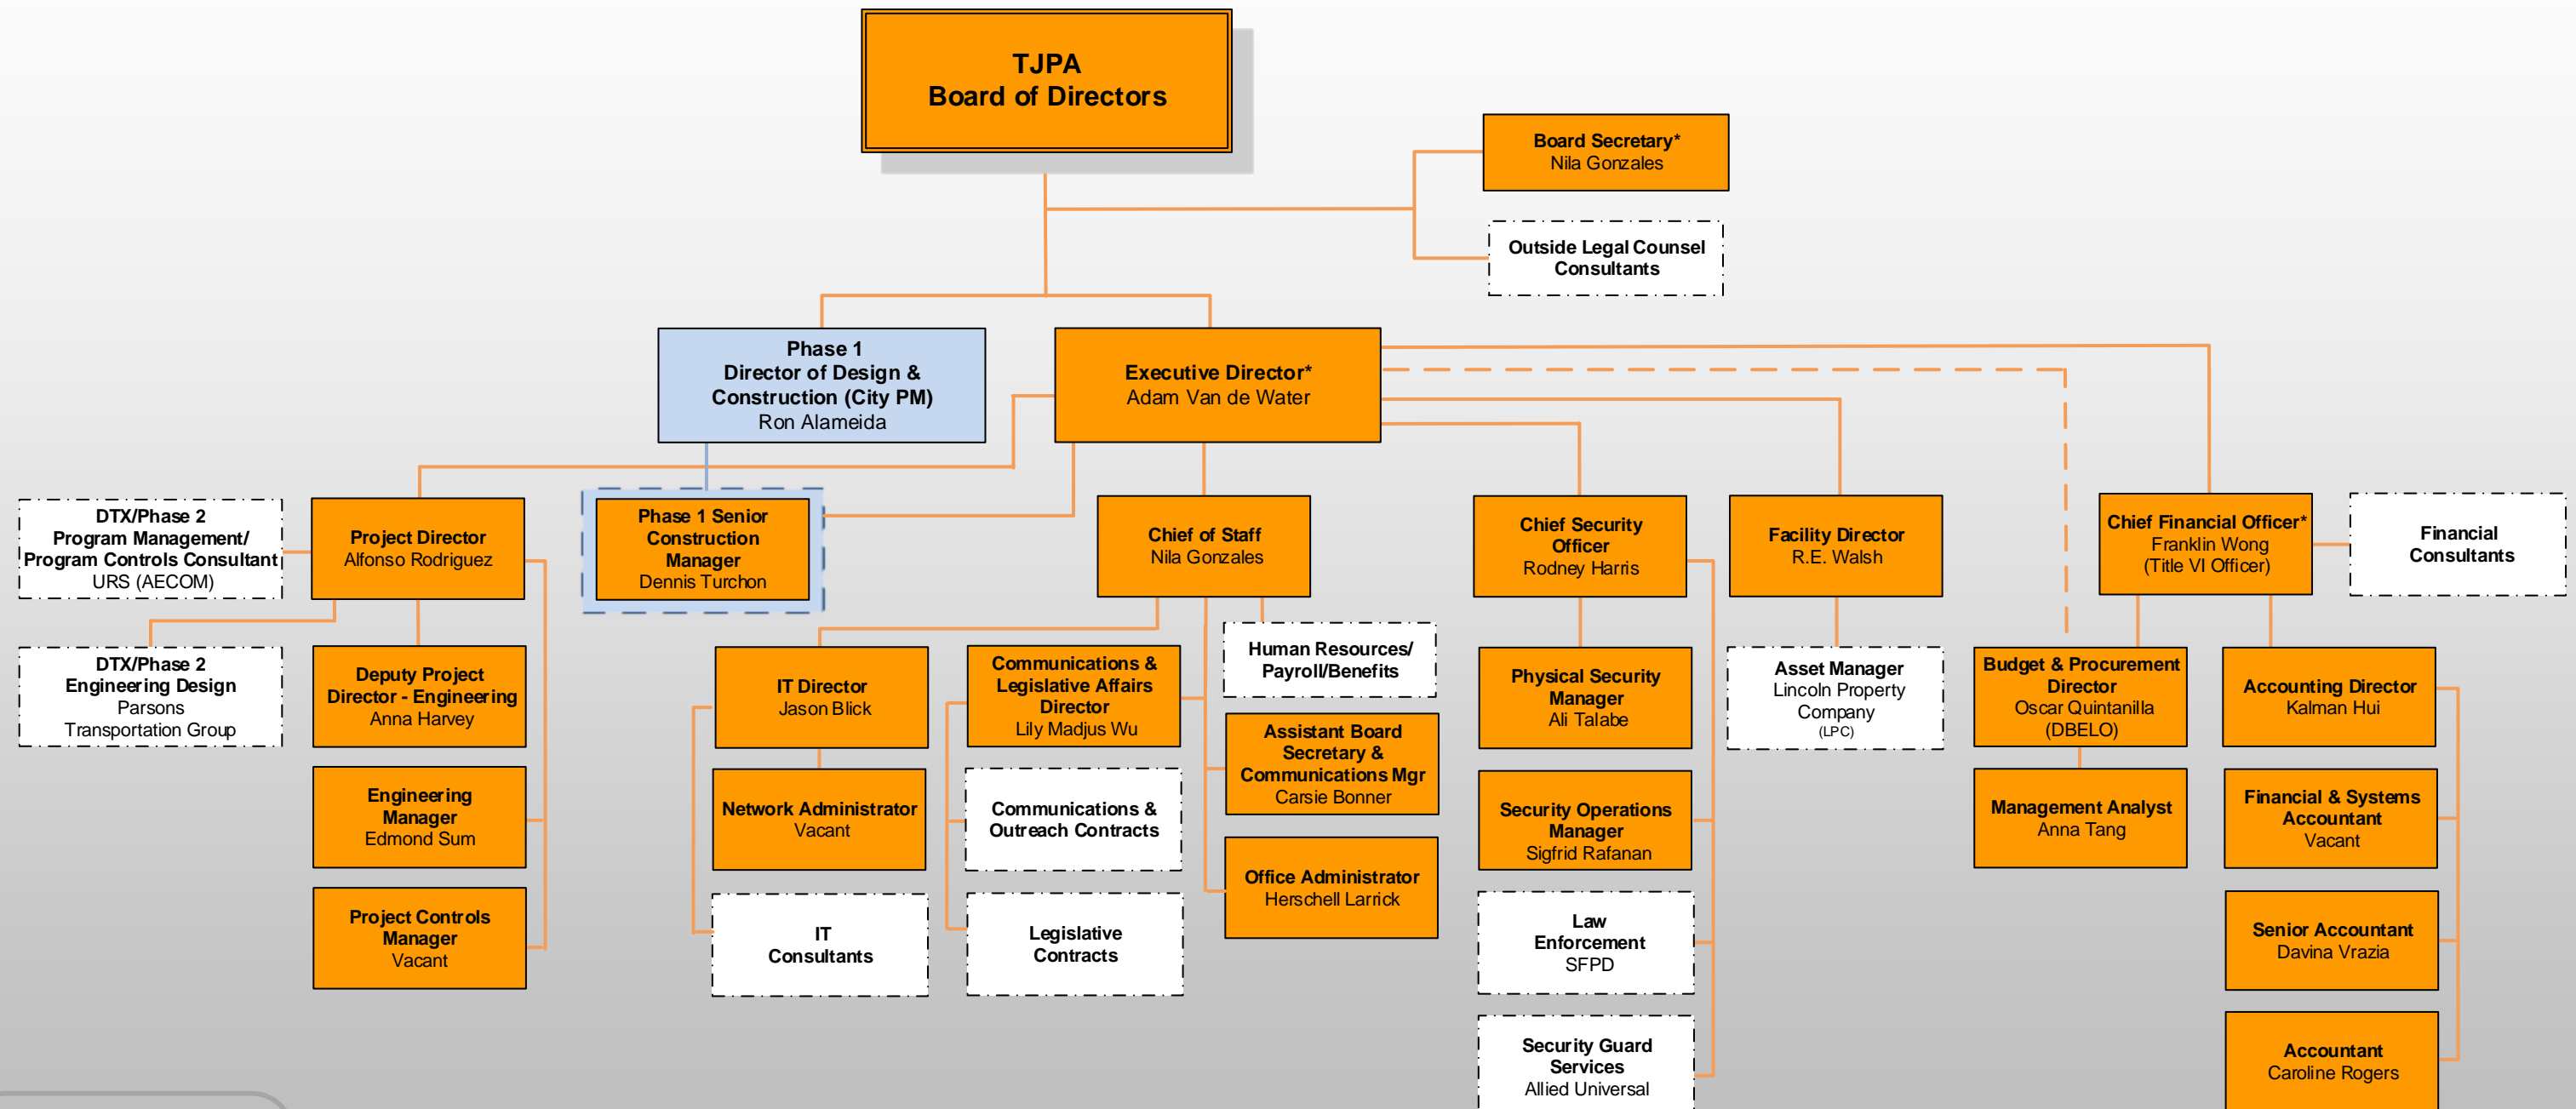 TJPA
Board of Directors
Board Secretary*
Nila Gonzales
Outside Legal Counsel
Consultants
Phase 1
Director of Design &
Construction (City PM)
Ron Alameida
Executive Director*
Adam Van de Water
DTX/Phase 2
Program Management/
Program Controls Consultant
URS (AECOM)
Project Director
Alfonso Rodriguez
Phase 1 Senior
Construction
Manager
Dennis Turchon
Chief of Staff
Nila Gonzales
Chief Security
Officer
Rodney Harris
Facility Director
R.E. Walsh
Chief Financial Officer*
Franklin Wong
(Title VI Officer)
Financial
Consultants
DTX/Phase 2
Engineering Design
Parsons
Transportation Group
Deputy Project
Director - Engineering
Anna Harvey
Engineering
Manager
Edmond Sum
Project Controls
Manager
Vacant
IT Director
Jason Blick
Network Administrator
Vacant
IT
Consultants
Communications &
Legislative Affairs
Director
Lily Madjus Wu
Communications &
Outreach Contracts
Legislative
Contracts
Human Resources/
Payroll/Benefits
Assistant Board
Secretary &
Communications Mgr
Carsie Bonner
Office Administrator
Herschell Larrick
Physical Security
Manager
Ali Talabe
Security Operations
Manager
Sigfrid Rafanan
Law
Enforcement
SFPD
Security Guard
Services
Allied Universal
Asset Manager
Lincoln Property
Company
(LPC)
Budget & Procurement
Director
Oscar Quintanilla
(DBELO)
Management Analyst
Anna Tang
Accounting Director
Kalman Hui
Financial & Systems
Accountant
Vacant
Senior Accountant
Davina Vrazia
Accountant
Caroline Rogers